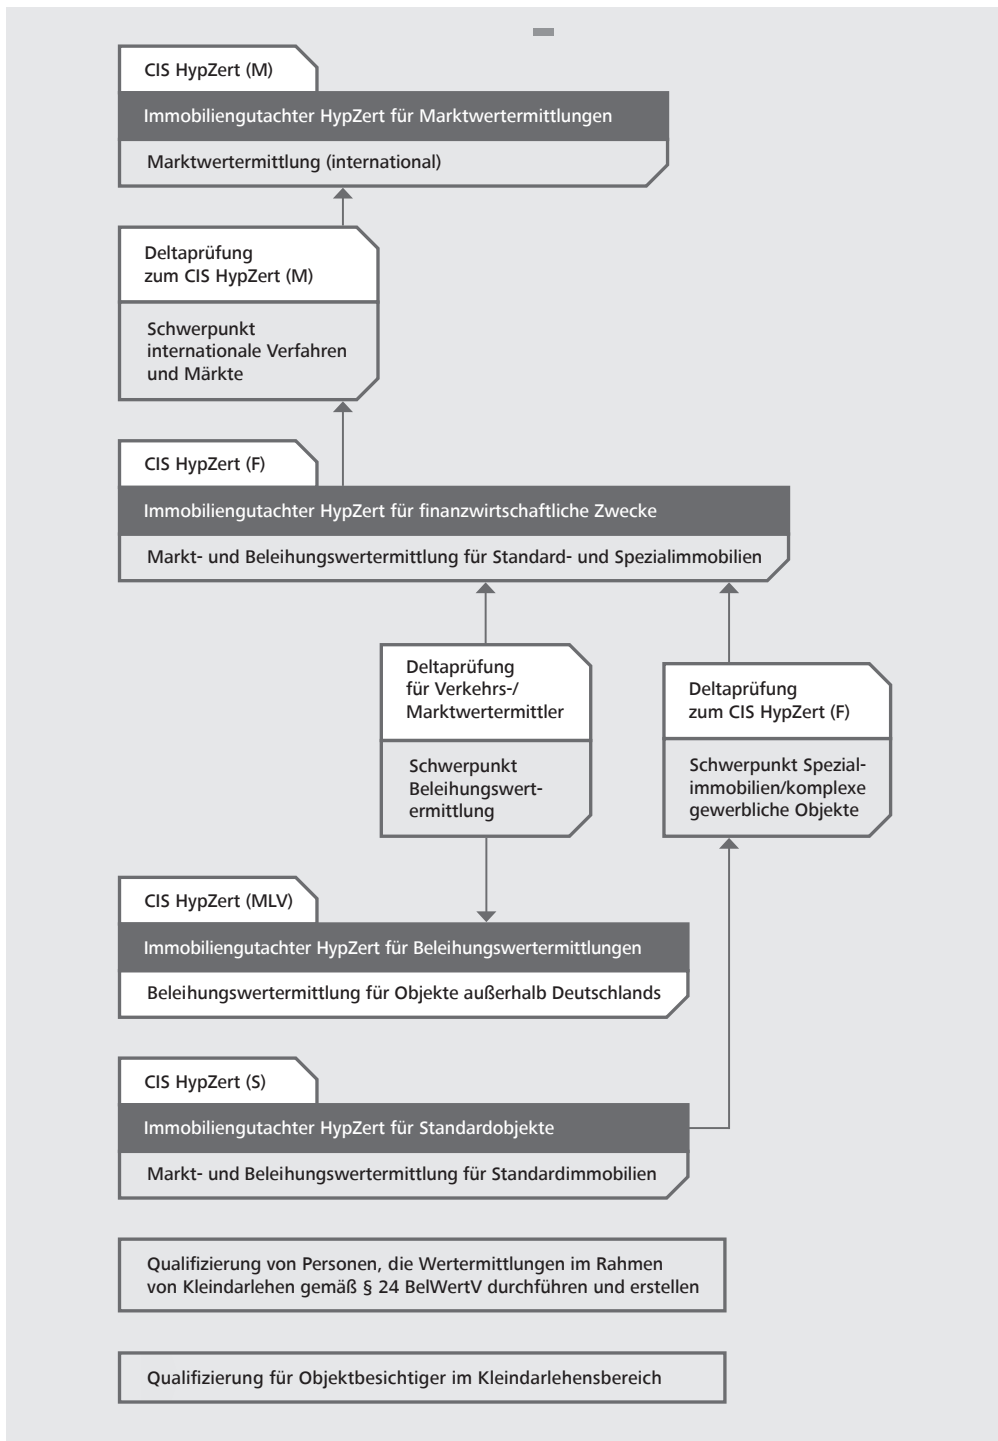 CIS HypZert (M)
Immobiliengutachter HypZert für Marktwertermittlungen
Marktwertermittlung (international)
Deltaprüfung
zum CIS HypZert (M)
Schwerpunkt
internationale Verfahren
und Märkte
CIS HypZert (F)
Immobiliengutachter HypZert für finanzwirtschaftliche Zwecke
Markt- und Beleihungswertermittlung für Standard- und Spezialimmobilien
Deltaprüfung
für Verkehrs-/
Marktwertermittler
Schwerpunkt
Beleihungswert-
ermittlung
Deltaprüfung
zum CIS HypZert (F)
Schwerpunkt Spezial-
immobilien/komplexe
gewerbliche Objekte
CIS HypZert (MLV)
Immobiliengutachter HypZert für Beleihungswertermittlungen
Beleihungswertermittlung für Objekte außerhalb Deutschlands
CIS HypZert (S)
Immobiliengutachter HypZert für Standardobjekte
Markt- und Beleihungswertermittlung für Standardimmobilien
Qualifizierung von Personen, die Wertermittlungen im Rahmen
von Kleindarlehen gemäß § 24 BelWertV durchführen und erstellen
Qualifizierung für Objektbesichtiger im Kleindarlehensbereich